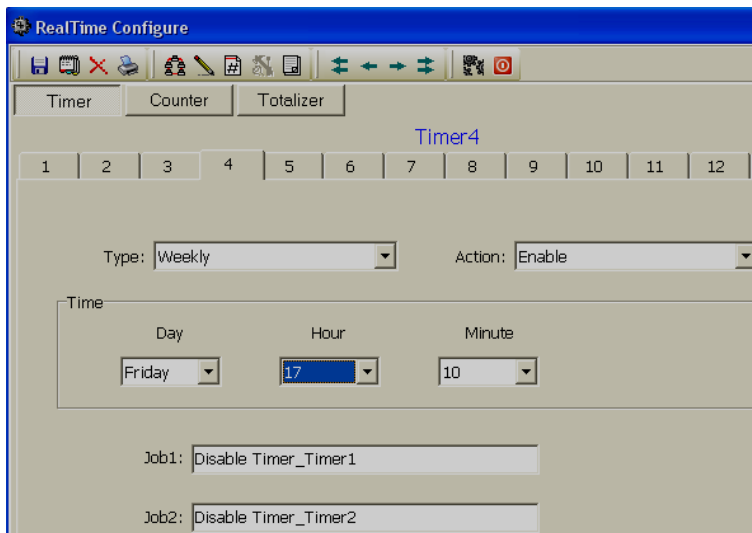 RealTime Configure
Timer Counter Totalizer
Timer4
1 2 3 4 5 6 7 8 9 10 11 12
Type: Weekly Action: Enable
Time
Day Hour Minute
Friday 17 10
Job1: Disable Timer_Timer1
Job2: Disable Timer_Timer2